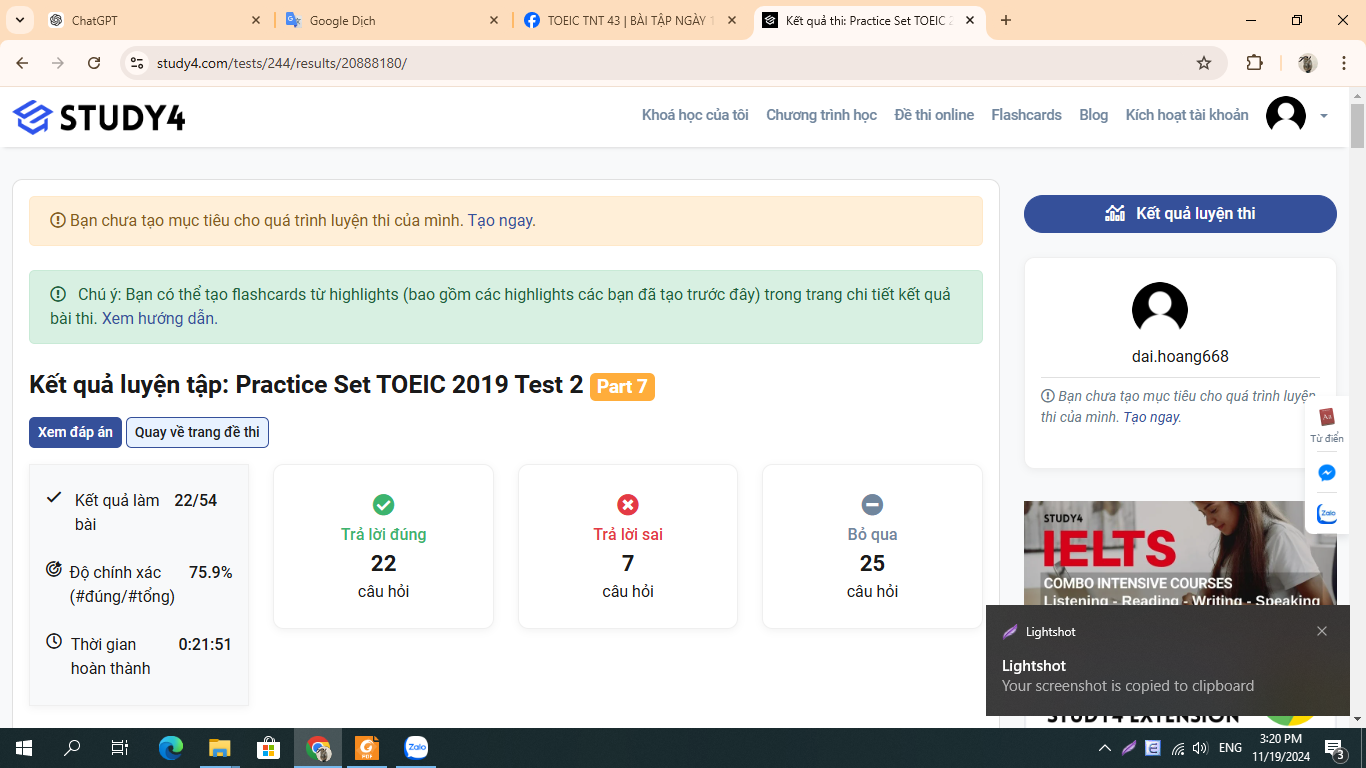 ChatGPT
Google Dịch
TOEIC TNT 43 | BÀI TẬP NGÀY 1
Kết quả thi: Practice Set TOEIC 2
study4.com/tests/244/results/20888180/
STUDY4
Khoá học của tôi
Chương trình học
Đề thi online
Flashcards
Blog
Kích hoạt tài khoản
Bạn chưa tạo mục tiêu cho quá trình luyện thi của mình. Tạo ngay.
Chú ý: Bạn có thể tạo flashcards từ highlights (bao gồm các highlights các bạn đã tạo trước đây) trong trang chi tiết kết quả
bài thi. Xem hướng dẫn.
Kết quả luyện tập: Practice Set TOEIC 2019 Test 2 Part 7
Xem đáp án
Quay về trang đề thi
Kết quả làm 22/54
bài
Độ chính xác 75.9%
(#đúng/#tổng)
Thời gian 0:21:51
hoàn thành
Trả lời đúng
22
câu hỏi
Trả lời sai
7
câu hỏi
Bỏ qua
25
câu hỏi
Kết quả luyện thi
dai.hoang668
Bạn chưa tạo mục tiêu cho quá trình luyện
thi của mình. Tạo ngay.
Từ điển
Zalo
STUDY4
IELTS
COMBO INTENSIVE COURSES
Listening - Reading - Writing - Speaking
Lightshot
Lightshot
Your screenshot is copied to clipboard
STUDY4 EXTENSION
PDF
Zalo
ENG
3:20 PM
11/19/2024
3